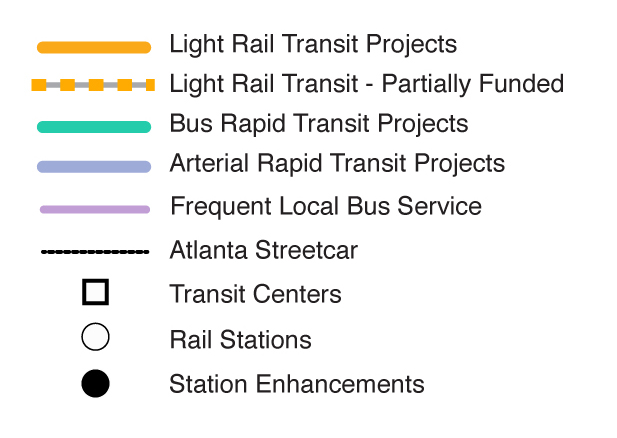 Light Rail Transit Projects
Light Rail Transit - Partially Funded
Bus Rapid Transit Projects
Arterial Rapid Transit Projects
Frequent Local Bus Service
Atlanta Streetcar
Transit Centers
Rail Stations
Station Enhancements